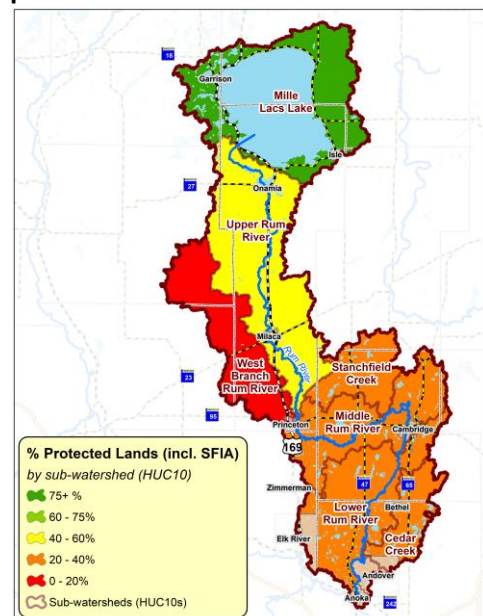 18
Garrison
Mille
Lacs Lake
Isle
27
Onamia
Upper Rum
River
Milaca
Rum River
23
West
Branch
Rum River
Stanchfield
Creek
95
Middle
Rum River
Princeton
Cambridge
169
Zimmerman
47
65
Bethel
Lower
Rum River
Elk River
Cedar
Creek
Andover
Anoka
242
% Protected Lands (incl. SFIA)
by sub-watershed (HUC10)
75+ %
60 - 75%
40 - 60%
20 - 40%
0 - 20%
Sub-watersheds (HUC10s)